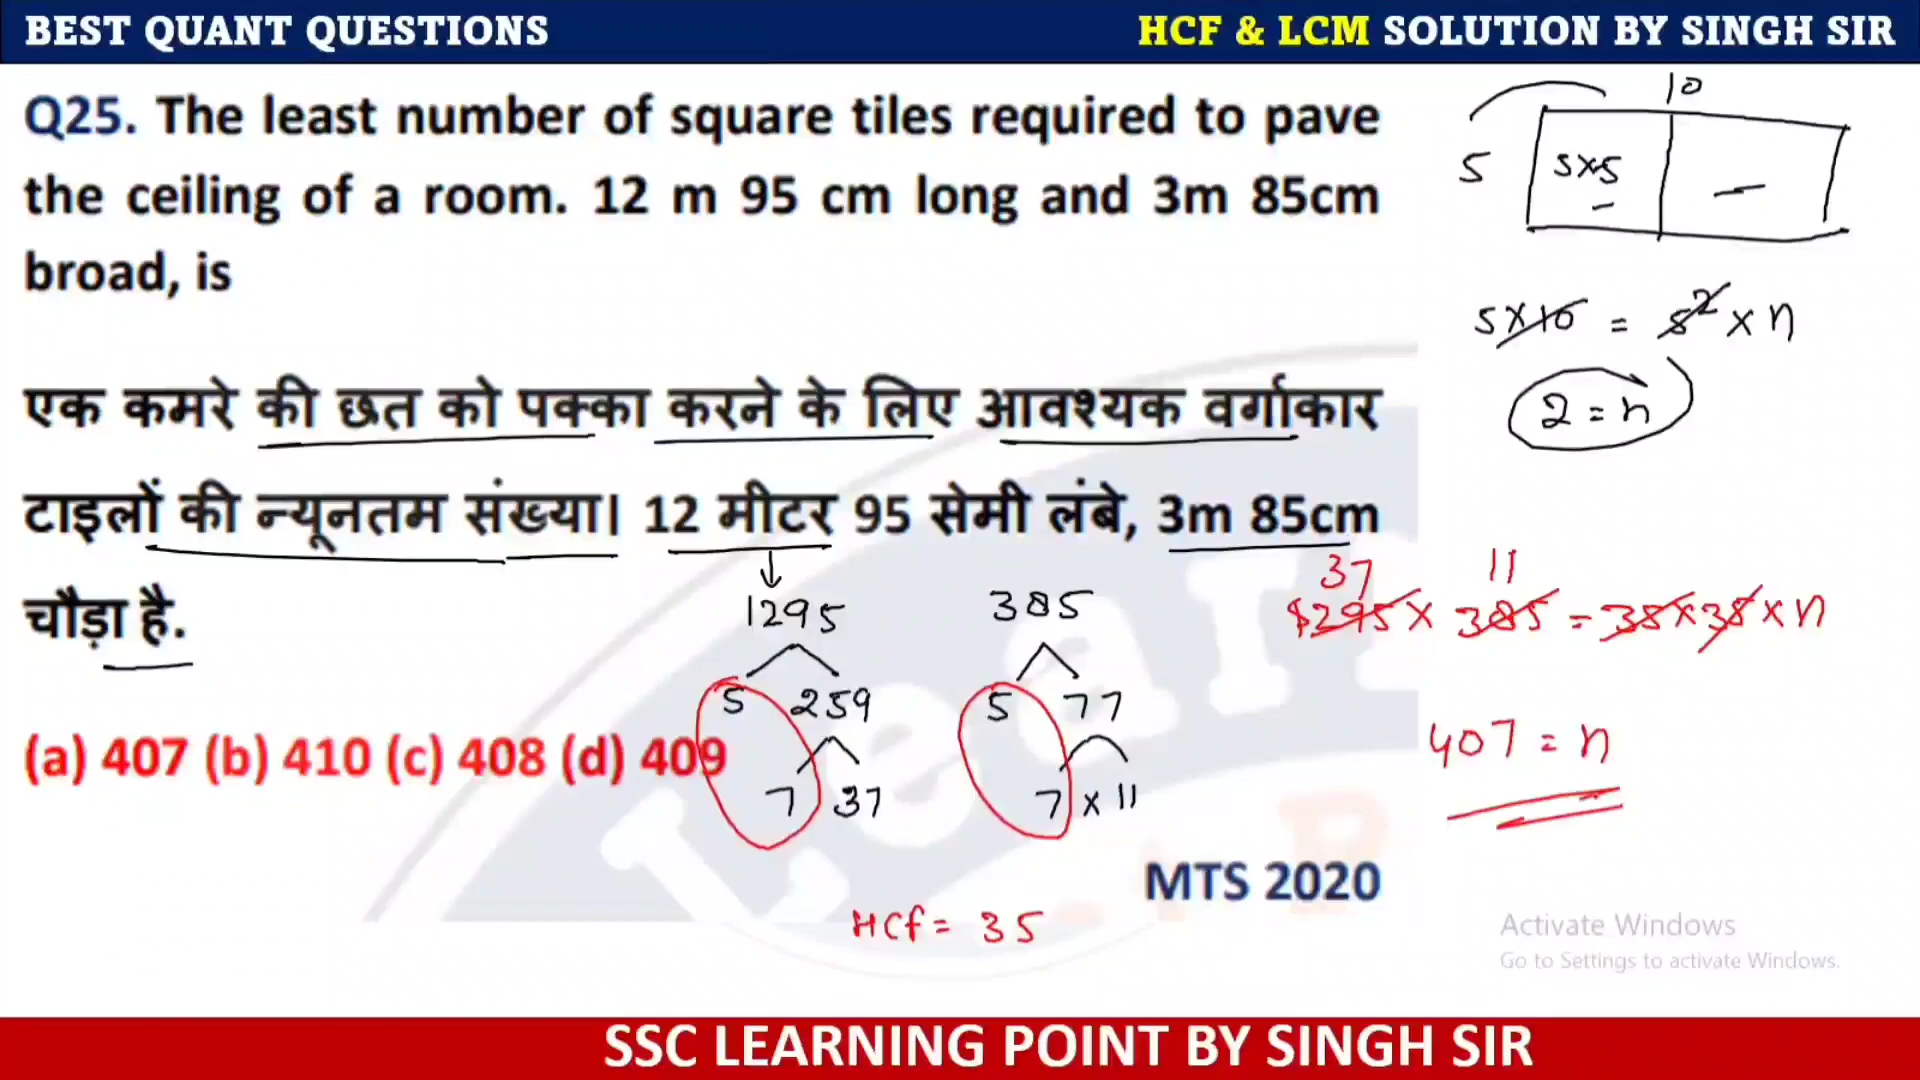 BEST QUANT QUESTIONS
HCF & LCM SOLUTION BY SINGH SIR
Q25. The least number of square tiles required to pave
the ceiling of a room. 12 m 95 cm long and 3m 85cm
broad, is
एक कमरे की छत को पक्का करने के लिए आवश्यक वर्गाकार
टाइलों की न्यूनतम संख्या। 12 मीटर 95 सेमी लंबे, 3m 85cm
चौड़ा है.
(a) 407 (b) 410 (c) 408 (d) 409
10
5
5x5
5x10 = 5² x n
2 = n
1295
5 259
7 37
385
5 77
7 x 11
HCf = 35
37 11
1295 x 385 = 35 x 35 x n
407 = n
MTS 2020
Activate Windows
Go to Settings to activate Windows.
SSC LEARNING POINT BY SINGH SIR